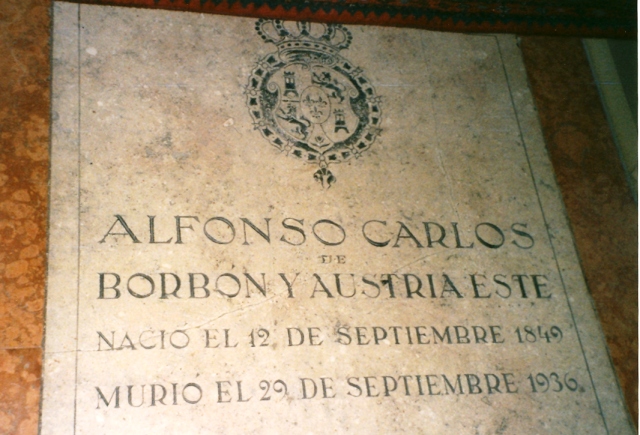 ALFONSO CARLOS
DE
BORBÓN Y AUSTRIA ESTE
NACIÓ EL 12 DE SEPTIEMBRE 1849
MURIÓ EL 29 DE SEPTIEMBRE 1936.